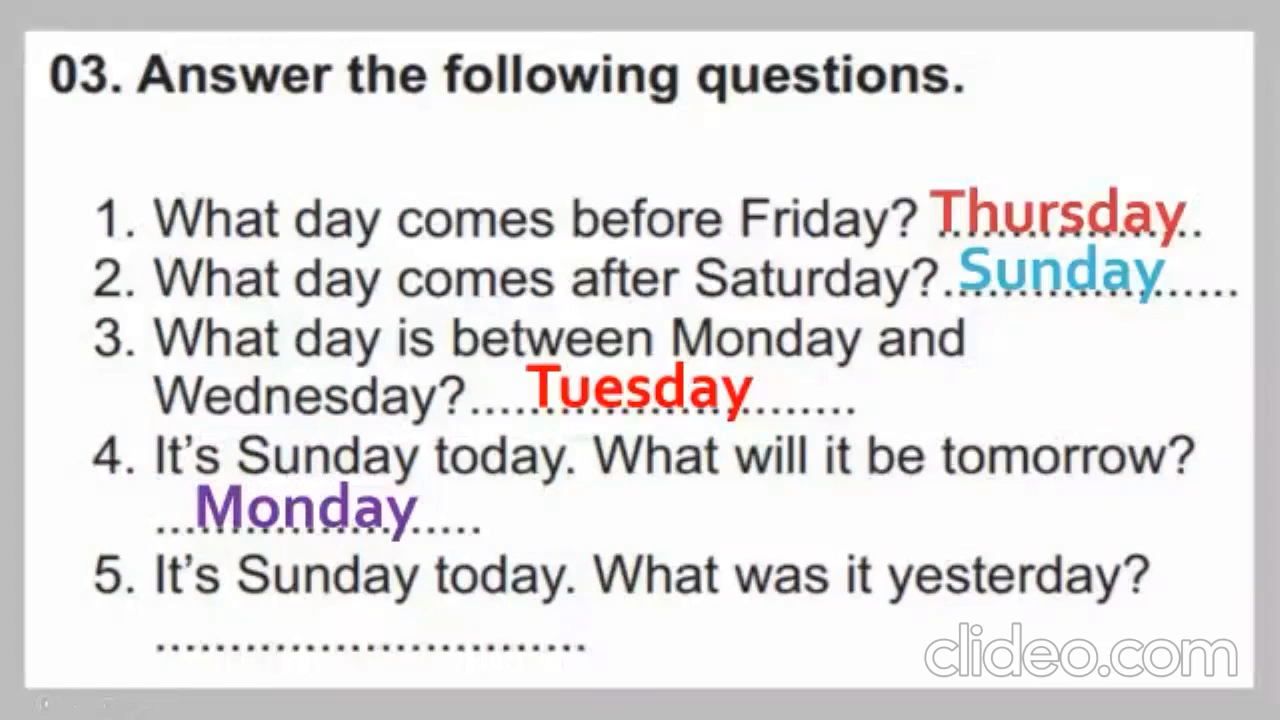 03. Answer the following questions.
1. What day comes before Friday? Thursday
2. What day comes after Saturday?.Sunday....................
3. What day is between Monday and
Wednesday?....Tuesday.......
4. It's Sunday today. What will it be tomorrow?
...Monday.....
5. It's Sunday today. What was it yesterday?
.............................
clideo.com